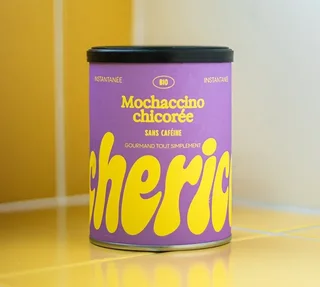 INSTANTANÉE BIO INSTANTANÉE
Mochaccino
chicorée
SANS CAFÉINE
GOURMAND TOUT SIMPLEMENT
cheric